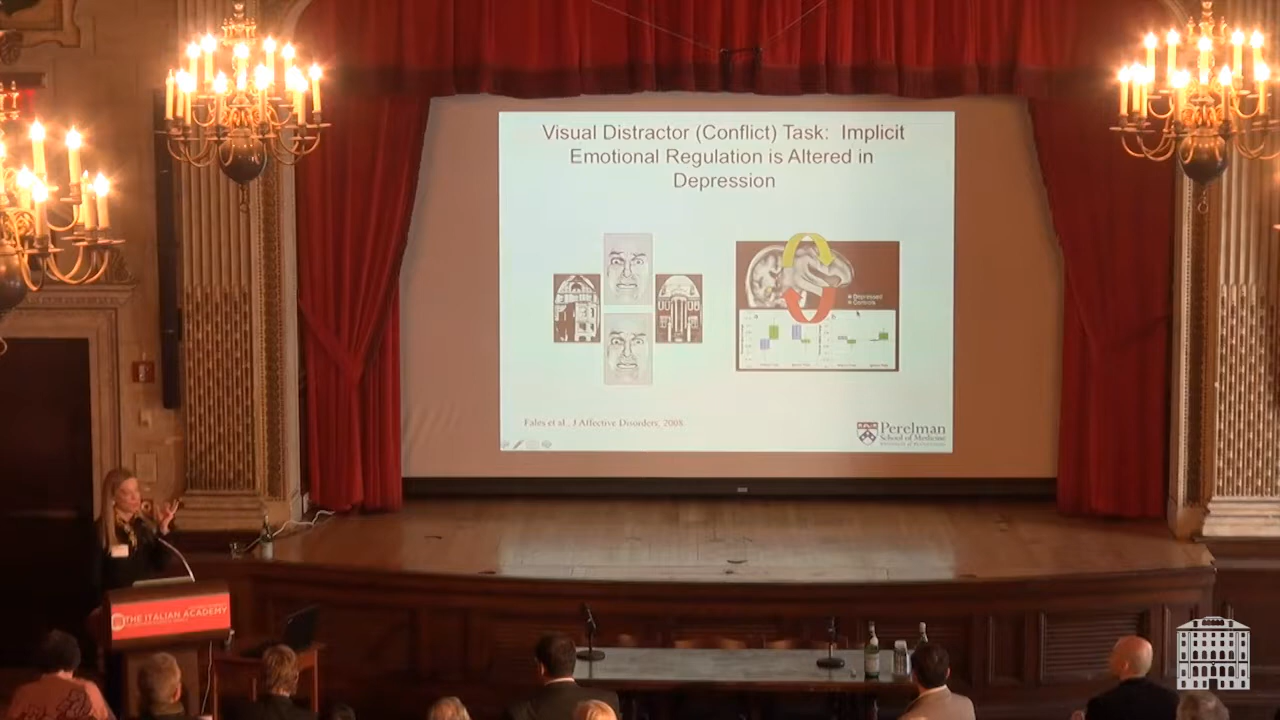 Visual Distractor (Conflict) Task: Implicit
Emotional Regulation is Altered in
Depression
Depressed
Controls
Fales et al., J Affective Disorders, 2008
Perelman
School of Medicine
THE ITALIAN ACADEMY